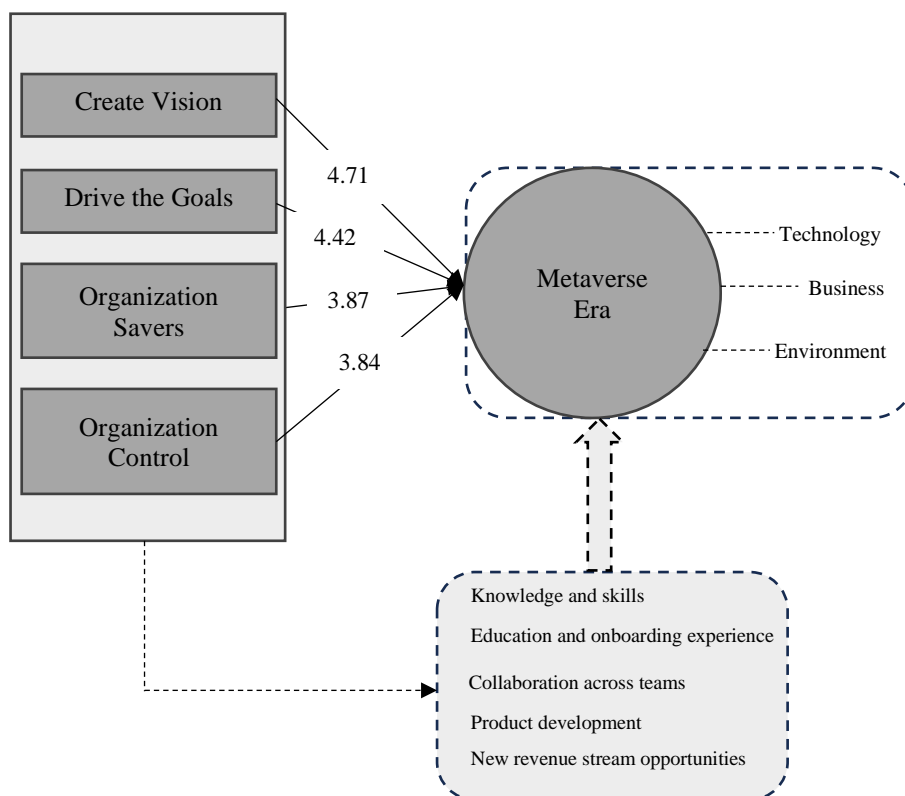 Create Vision
Drive the Goals
Organization
Savers
Organization
Control
4.71
4.42
3.87
3.84
Metaverse
Era
Technology
Business
Environment
Knowledge and skills
Education and onboarding experience
Collaboration across teams
Product development
New revenue stream opportunities